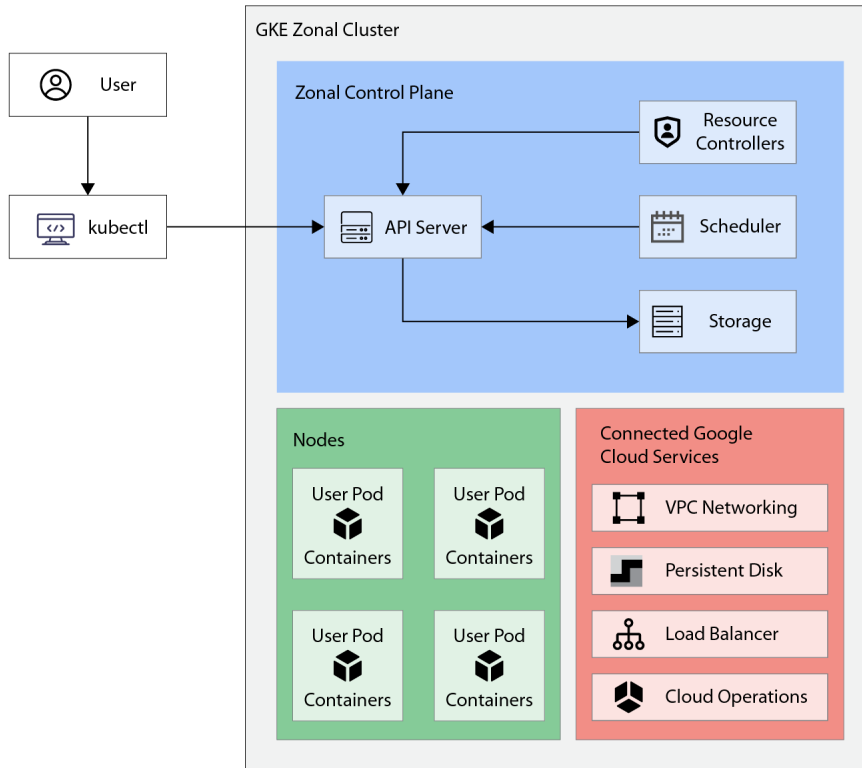 GKE Zonal Cluster
User
Zonal Control Plane
Resource
Controllers
kubectl
API Server
Scheduler
Storage
Nodes
User Pod
Containers
User Pod
Containers
User Pod
Containers
User Pod
Containers
Connected Google
Cloud Services
VPC Networking
Persistent Disk
Load Balancer
Cloud Operations